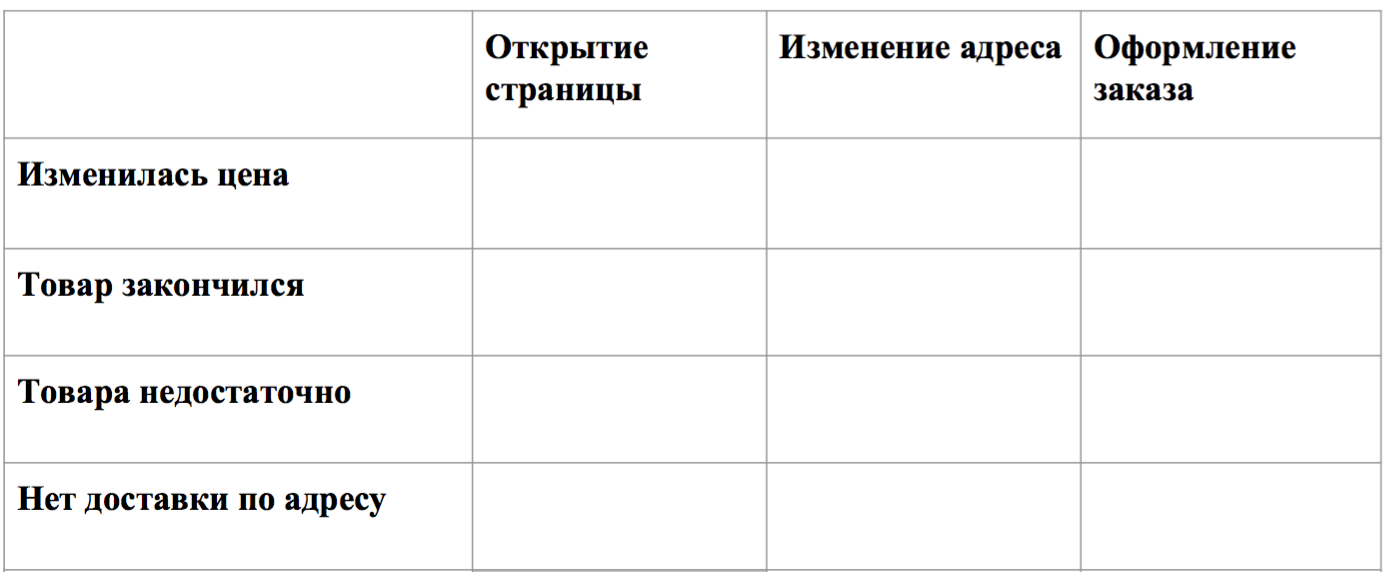 Открытие
страницы
Изменение адреса
Оформление
заказа
Изменилась цена
Товар закончился
Товара недостаточно
Нет доставки по адресу